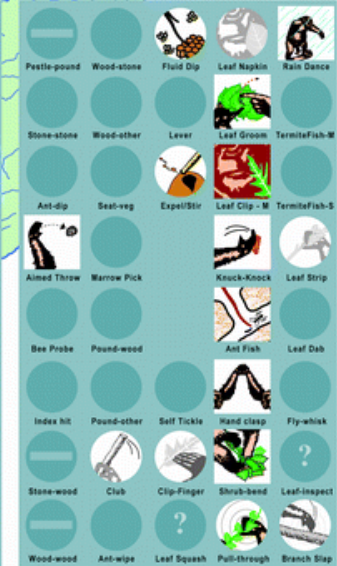 Pestle-pound Wood-stone Fluid Dip Leaf Napkin Rain Dance
Stone-stone Wood-other Lever Leaf Groom TermiteFish-M
Ant-dip Seat-veg Expel/Stir Leaf Clip - M TermiteFish-S
Aimed Throw Marrow Pick Knuck-Knock Leaf Strip
Bee Probe Pound-wood Ant Fish Leaf Dab
Index hit Pound-other Self Tickle Hand clasp Fly-whisk
?
Stone-wood Club Clip-Finger Shrub-bend Leaf-inspect
?
Wood-wood Ant-wipe Leaf Squash Pull-through Branch Slap